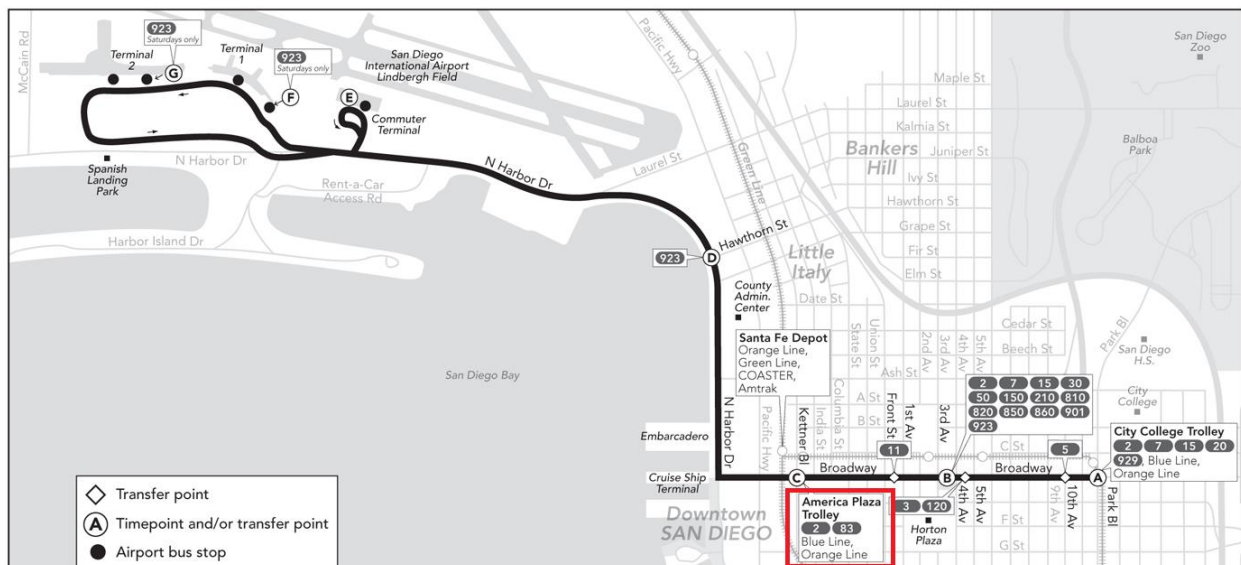 923
Saturdays only
Terminal
2
G
Terminal
1
923
Saturdays only
F
San Diego
International Airport
Lindbergh Field
E
Commuter
Terminal
McCain Rd
Spanish
Landing
Park
N Harbor Dr
Rent-a-Car
Access Rd
Harbor Island Dr
N Harbor Dr
Laurel St
Pacific Hwy
Green Line
San Diego
Zoo
Maple St
Laurel St
Kalmia St
Bankers
Hill
Juniper St
Balboa
Park
Ivy St
Hawthorn St
Grape St
Fir St
Elm St
Hawthorn St
D
923
Little
Italy
County
Admin.
Center
Date St
Cedar St
Beech St
Ash St
A St
B St
C St
State St
Union St
2nd Av
3rd Av
4th Av
5th Av
Park Bl
San Diego
H.S.
City
College
Santa Fe Depot
Orange Line,
Green Line,
COASTER,
Amtrak
San Diego Bay
2 7 15 30
50 150 210 810
820 850 860 901
923
City College Trolley
2 7 15 20
929, Blue Line,
Orange Line
N Harbor Dr
Pacific Hwy
Kettner Bl
India St
Columbia St
Front St
1st Av
3rd Av
11
5
Embarcadero
Cruise Ship
Terminal
C
Broadway
B
Broadway
A
America Plaza
Trolley
2 83
Blue Line,
Orange Line
3 120
Horton
Plaza
4th Av
5th Av
9th Av
10th Av
Park Bl
F St
G St
Downtown
SAN DIEGO
Transfer point
A Timepoint and/or transfer point
Airport bus stop